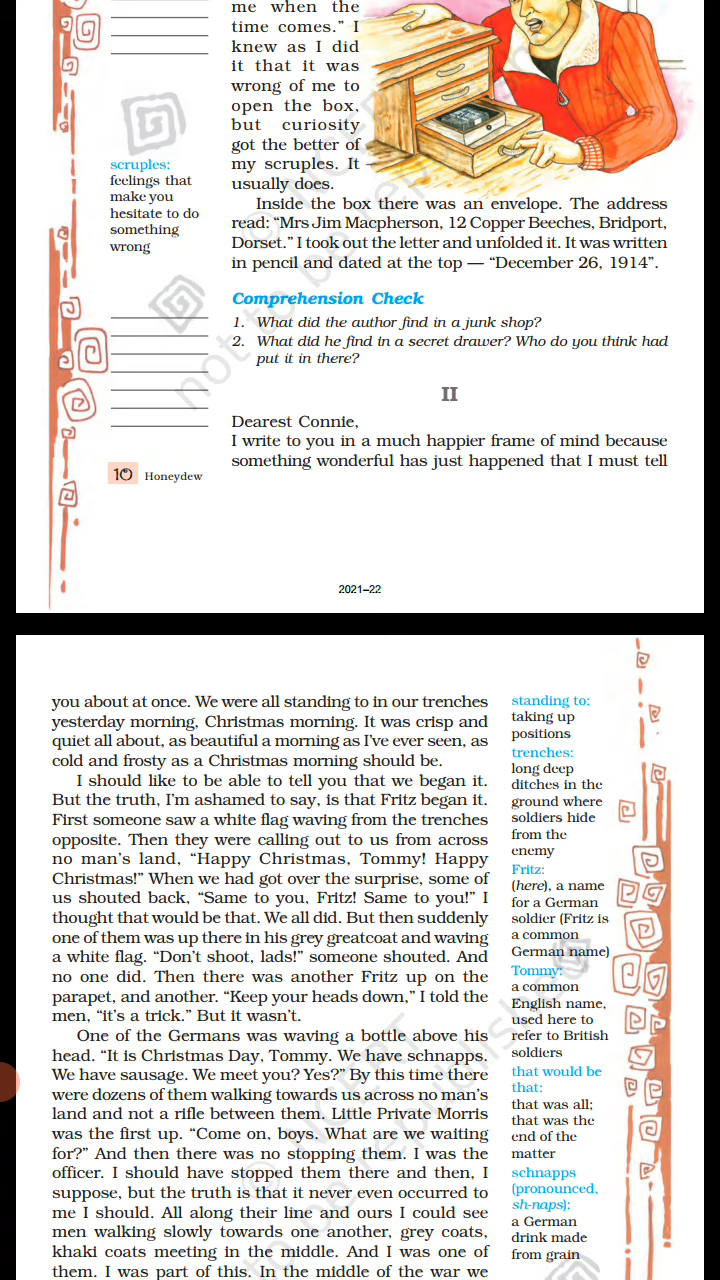 me when the
time comes.” I
knew as I did
it that it was
wrong of me to
open the box,
but curiosity
got the better of
my scruples. It
usually does.
scruples:
feelings that
make you
hesitate to do
something
wrong
Inside the box there was an envelope. The address
read: “Mrs Jim Macpherson, 12 Copper Beeches, Bridport,
Dorset.” I took out the letter and unfolded it. It was written
in pencil and dated at the top — “December 26, 1914”.
Comprehension Check
1. What did the author find in a junk shop?
2. What did he find in a secret drawer? Who do you think had
put it in there?
II
Dearest Connie,
I write to you in a much happier frame of mind because
something wonderful has just happened that I must tell
10 Honeydew
© NCERT
not to be republished
2021–22
you about at once. We were all standing to in our trenches
yesterday morning, Christmas morning. It was crisp and
quiet all about, as beautiful a morning as I’ve ever seen, as
cold and frosty as a Christmas morning should be.
I should like to be able to tell you that we began it.
But the truth, I’m ashamed to say, is that Fritz began it.
First someone saw a white flag waving from the trenches
opposite. Then they were calling out to us from across
no man’s land, “Happy Christmas, Tommy! Happy
Christmas!” When we had got over the surprise, some of
us shouted back, “Same to you, Fritz! Same to you!” I
thought that would be that. We all did. But then suddenly
one of them was up there in his grey greatcoat and waving
a white flag. “Don’t shoot, lads!” someone shouted. And
no one did. Then there was another Fritz up on the
parapet, and another. “Keep your heads down,” I told the
men, “it’s a trick.” But it wasn’t.
One of the Germans was waving a bottle above his
head. “It is Christmas Day, Tommy. We have schnapps.
We have sausage. We meet you? Yes?” By this time there
were dozens of them walking towards us across no man’s
land and not a rifle between them. Little Private Morris
was the first up. “Come on, boys. What are we waiting
for?” And then there was no stopping them. I was the
officer. I should have stopped them there and then, I
suppose, but the truth is that it never even occurred to
me I should. All along their line and ours I could see
men walking slowly towards one another, grey coats,
khaki coats meeting in the middle. And I was one of
them. I was part of this. In the middle of the war we
standing to:
taking up
positions
trenches:
long deep
ditches in the
ground where
soldiers hide
from the
enemy
Fritz:
(here), a name
for a German
soldier (Fritz is
a common
German name)
Tommy:
a common
English name,
used here to
refer to British
soldiers
that would be
that:
that was all;
that was the
end of the
matter
schnapps
(pronounced,
sh-naps):
a German
drink made
from grain
© NCERT
to be republished